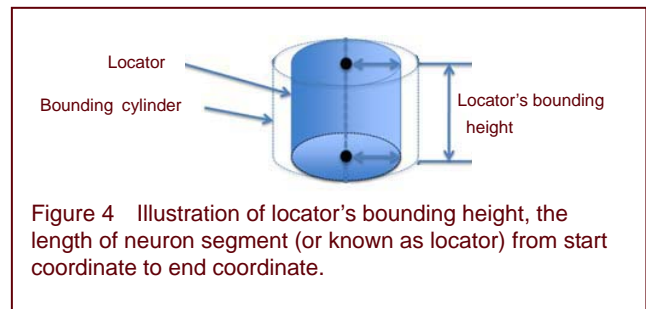 Locator
Bounding cylinder
Locator's bounding
height
Figure 4 Illustration of locator's bounding height, the
length of neuron segment (or known as locator) from start
coordinate to end coordinate.